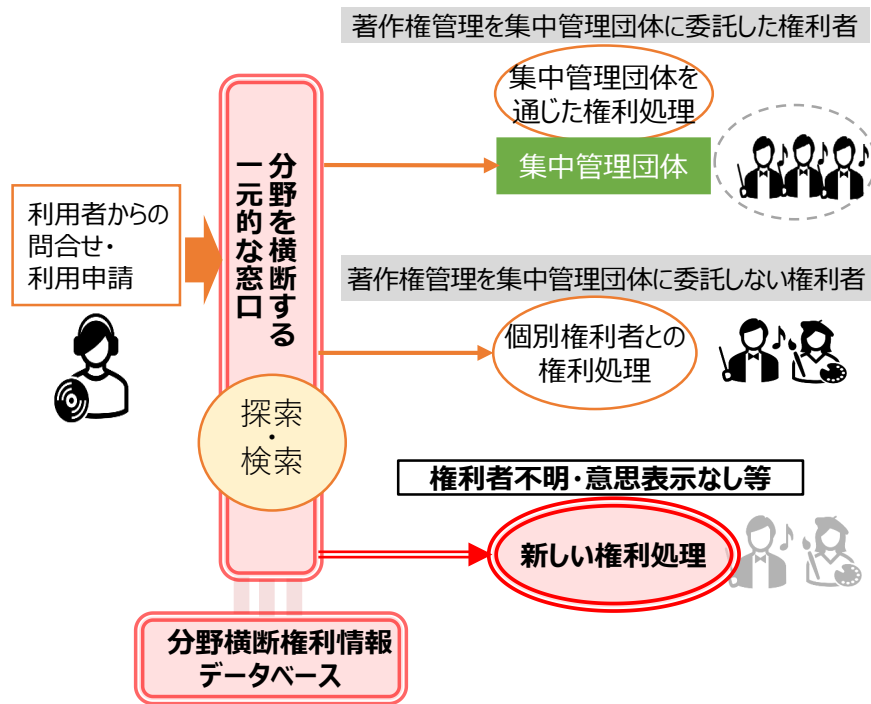 著作権管理を集中管理団体に委託した権利者
集中管理団体を
通じた権利処理
集中管理団体
分野を横断する
一元的な窓口
利用者からの
問合せ・
利用申請
著作権管理を集中管理団体に委託しない権利者
個別権利者との
権利処理
探索
・
検索
権利者不明・意思表示なし等
新しい権利処理
分野横断権利情報
データベース